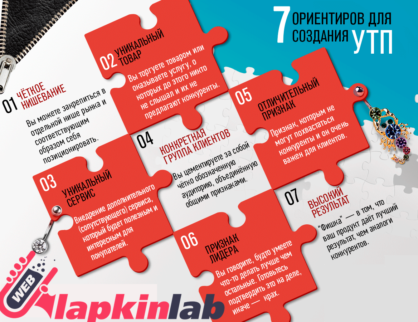 7 ОРИЕНТИРОВ ДЛЯ
СОЗДАНИЯ УТП
01 ЧЁТКОЕ
НИШЕВАНИЕ
Вы можете закрепиться в
отдельной нише рынка и
соответствующим
образом себя
позиционировать.
02 УНИКАЛЬНЫЙ
ТОВАР
Вы торгуете товаром или
оказываете услугу, о
которых до этого никто
не слышал и их не
предлагают конкуренты.
03 УНИКАЛЬНЫЙ
СЕРВИС
Внедрение дополнительного
(сопутствующего) сервиса,
который будет полезным и
интересным для
покупателей.
04 КОНКРЕТНАЯ
ГРУППА КЛИЕНТОВ
Вы цементируете за собой
чётко обозначенную
аудиторию, объединённую
общими признаками.
05 ОТЛИЧИТЕЛЬНЫЙ
ПРИЗНАК
Признак, которым не
могут похвастаться
конкуренты и он очень
важен для клиентов.
06 ПРИЗНАК
ЛИДЕРА
Вы говорите, будто умеете
что-то делать лучше чем
остальные. Готовьтесь
подтвердить это на деле,
иначе — крах.
07 ВЫСОКИЙ
РЕЗУЛЬТАТ
"Фишка" — в том, что
ваш продукт даёт лучший
результат, чем аналоги
конкурентов.
WEB
lapkinlab